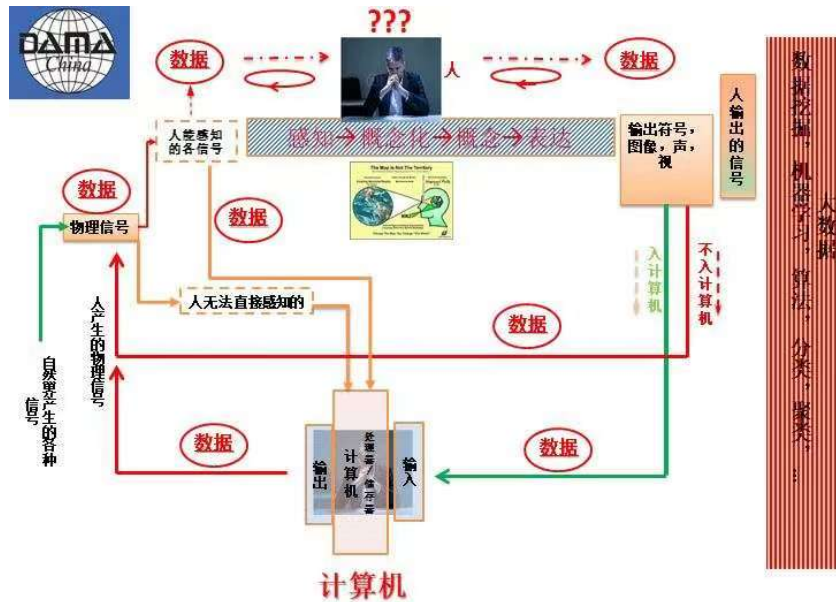 DAMA
China
???
数据
人
数据
人能感知
的各信号
感知→概念化→概念→表达
输出符号,
图像,声,
视
人输出的信号
数据
物理信号
数据
The Map Is Not The Territory
人无法直接感知的
入计算机
不入计算机
数据
人产生的物理信号
自然界产生的各种
信号
数据
数据
输出
计算机
处理器/储存器
输入
计算机
大数据
数据挖掘,机器学习,算法,分类,聚类,…